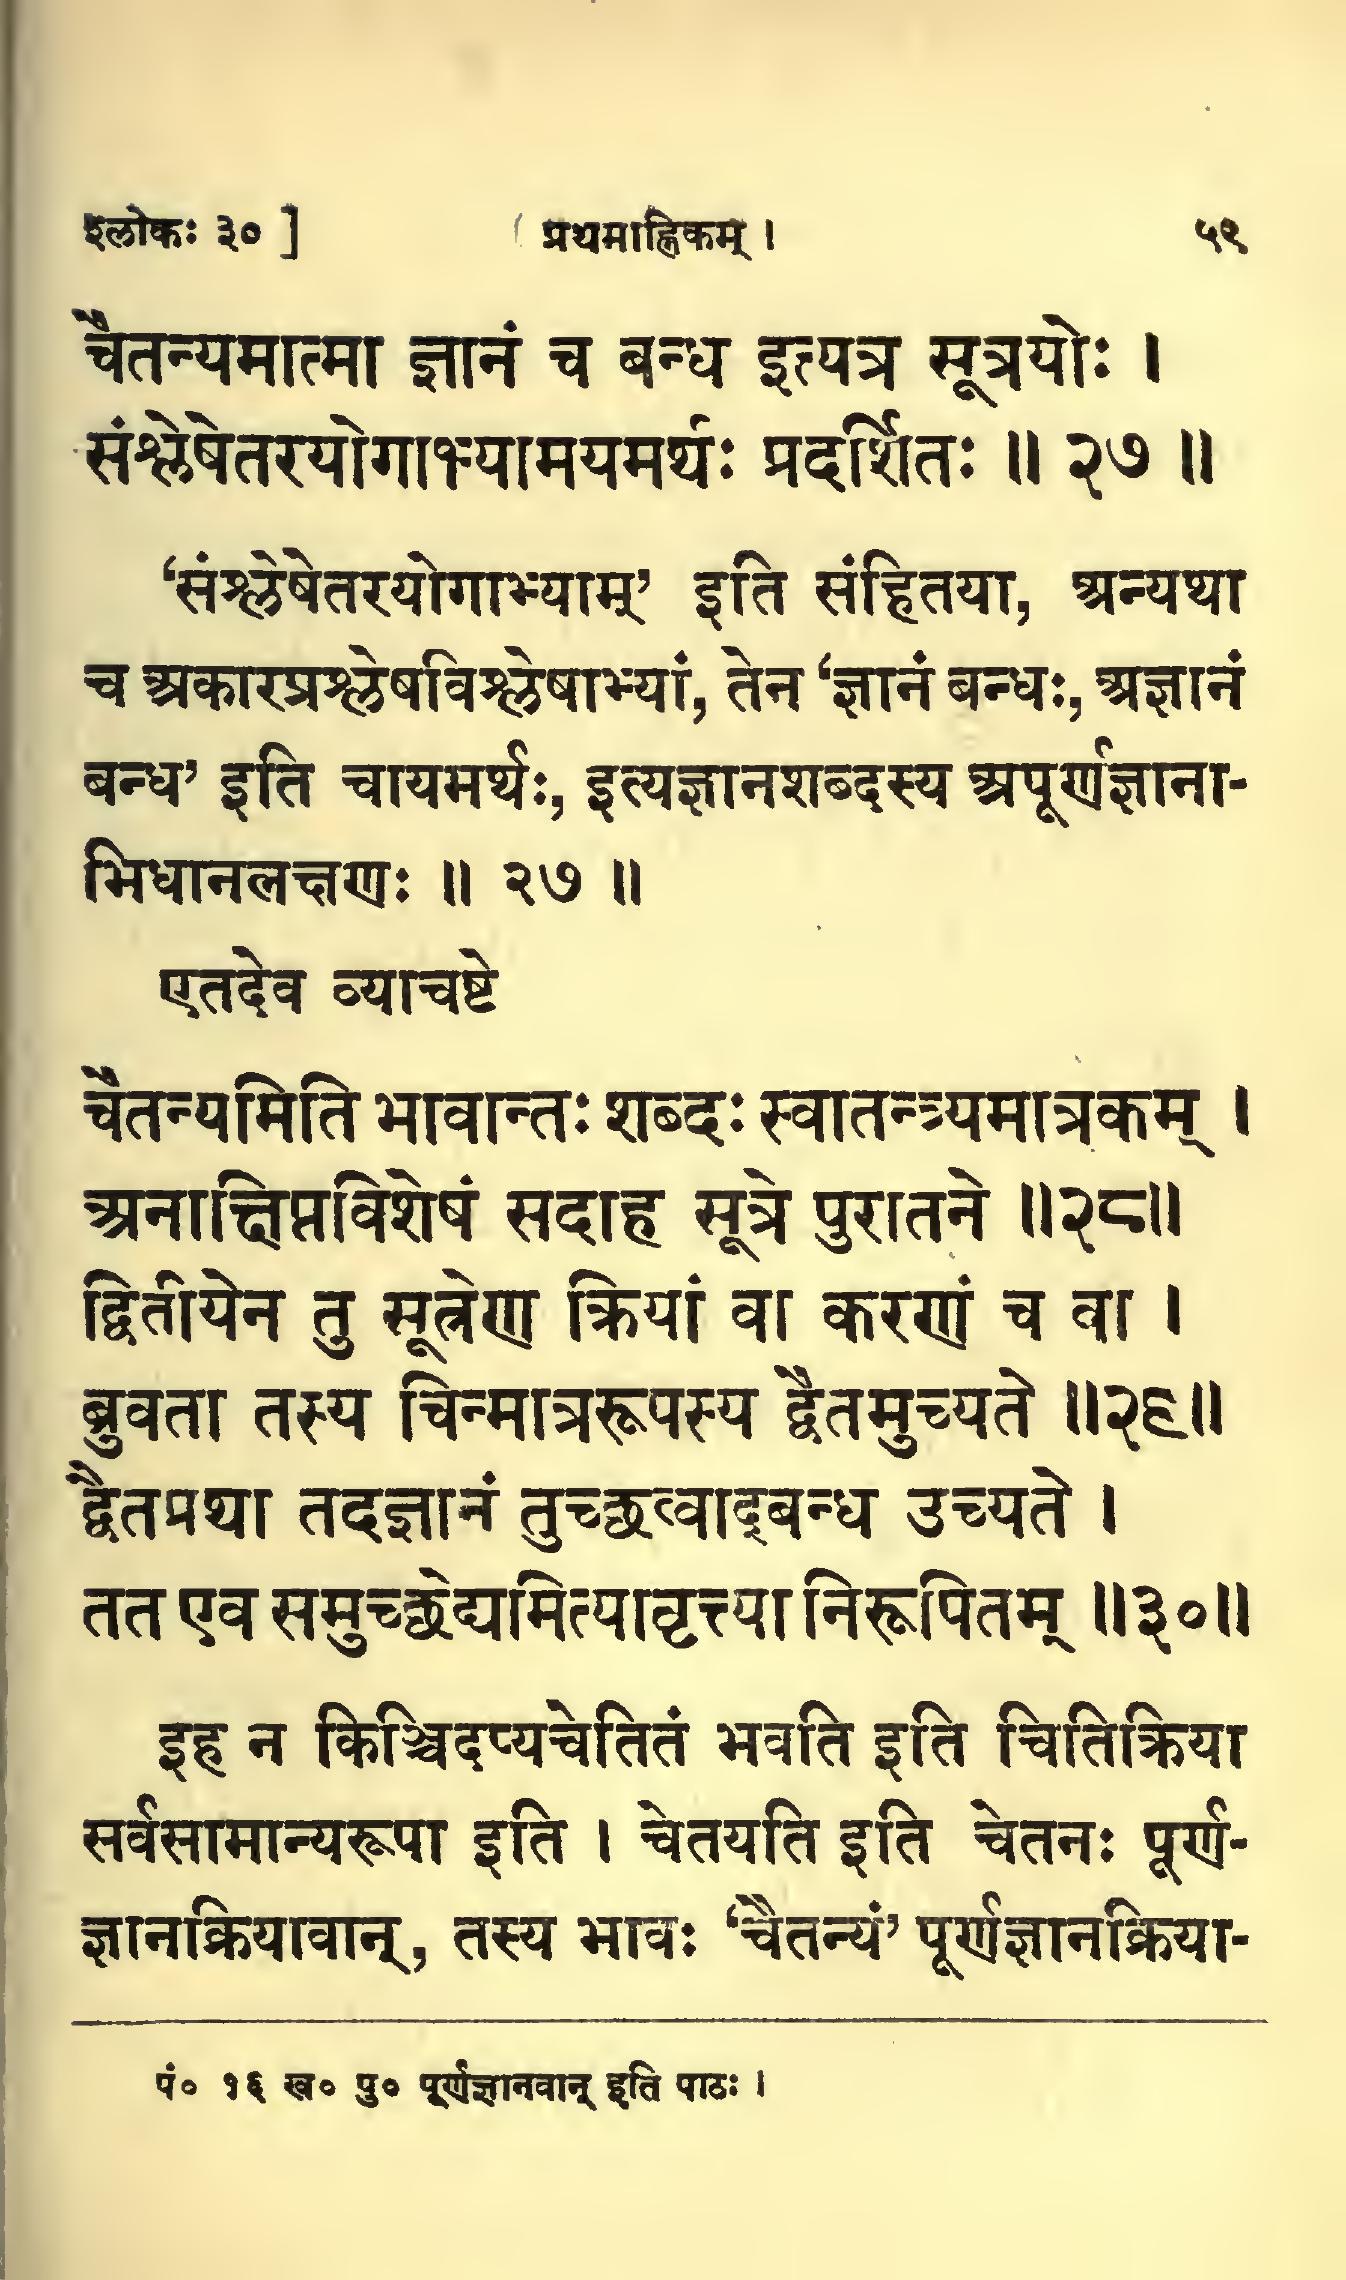 श्लोकः ३० ] प्रथमाह्निकम् । ५९
चैतन्यमात्मा ज्ञानं च बन्ध इत्यत्र सूत्रयोः ।
संश्लेषेतरयोगाभ्यामयमर्थः प्रदर्शितः ॥ २७ ॥
‘संश्लेषेतरयोगाभ्याम्’ इति संहितया, अन्यथा
च अकारप्रश्लेषविश्लेषाभ्यां, तेन ‘ज्ञानं बन्धः, अज्ञानं
बन्ध’ इति चायमर्थः, इत्यज्ञानशब्दस्य अपूर्णज्ञाना-
भिधानलक्षणः ॥ २७ ॥
एतदेव व्याचष्टे
चैतन्यमिति भावान्तः शब्दः स्वातन्त्र्यमात्रकम् ।
अनाक्षिप्तविशेषं सदाह सूत्रे पुरातने ॥२८॥
द्वितीयेन तु सूत्रेण क्रियां वा करणं च वा ।
ब्रुवता तस्य चिन्मात्ररूपस्य द्वैतमुच्यते ॥२९॥
द्वैतप्रथा तदज्ञानं तुच्छत्वाद्बन्ध उच्यते ।
तत एव समुच्छेद्यमित्यावृत्त्या निरूपितम् ॥३०॥
इह न किञ्चिदप्यचेतितं भवति इति चितिक्रिया
सर्वसामान्यरूपा इति । चेतयति इति चेतनः पूर्ण-
ज्ञानक्रियावान्, तस्य भावः ‘चैतन्यं’ पूर्णज्ञानक्रिया-
पं० १६ ख० पु० पूर्णज्ञानवान् इति पाठः ।